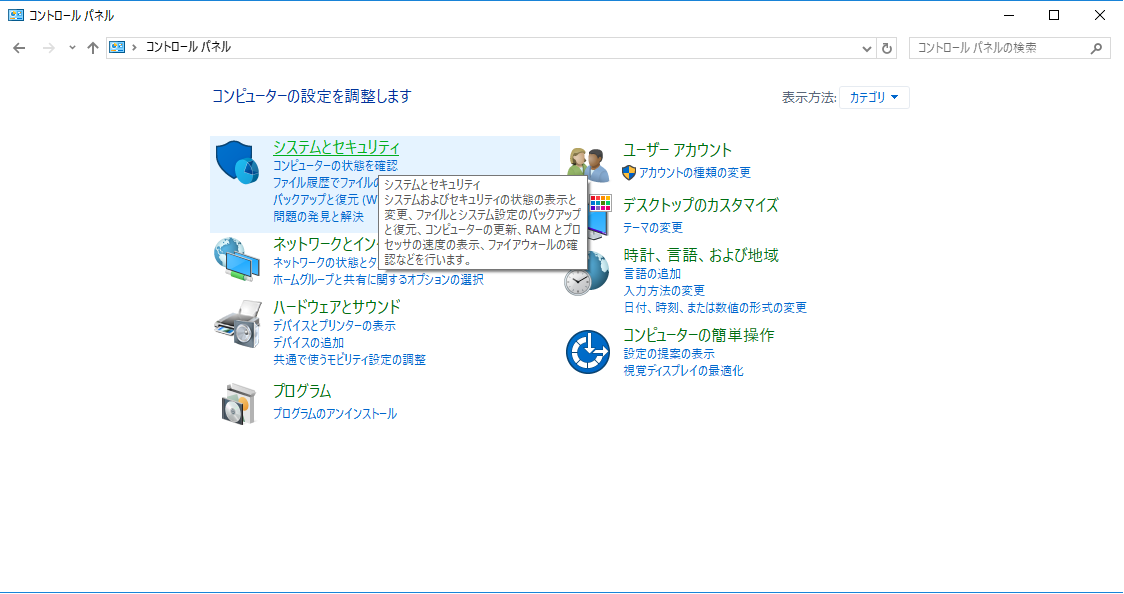 コントロール パネル
コントロール パネル
コントロール パネルの検索
コンピューターの設定を調整します
表示方法:
カテゴリ
システムとセキュリティ
コンピューターの状態を確認
ファイル履歴でファイルの
バックアップと復元 (W
問題の発見と解決
システムとセキュリティ
システムおよびセキュリティの状態の表示と
変更、ファイルとシステム設定のバックアップ
と復元、コンピューターの更新、RAM とプロ
セッサの速度の表示、ファイアウォールの確
認などを行います。
ネットワークとイン
ネットワークの状態とタ
ホームグループと共有に関するオプションの選択
ハードウェアとサウンド
デバイスとプリンターの表示
デバイスの追加
共通で使うモビリティ設定の調整
プログラム
プログラムのアンインストール
ユーザー アカウント
アカウントの種類の変更
デスクトップのカスタマイズ
テーマの変更
時計、言語、および地域
言語の追加
入力方法の変更
日付、時刻、または数値の形式の変更
コンピューターの簡単操作
設定の提案の表示
視覚ディスプレイの最適化